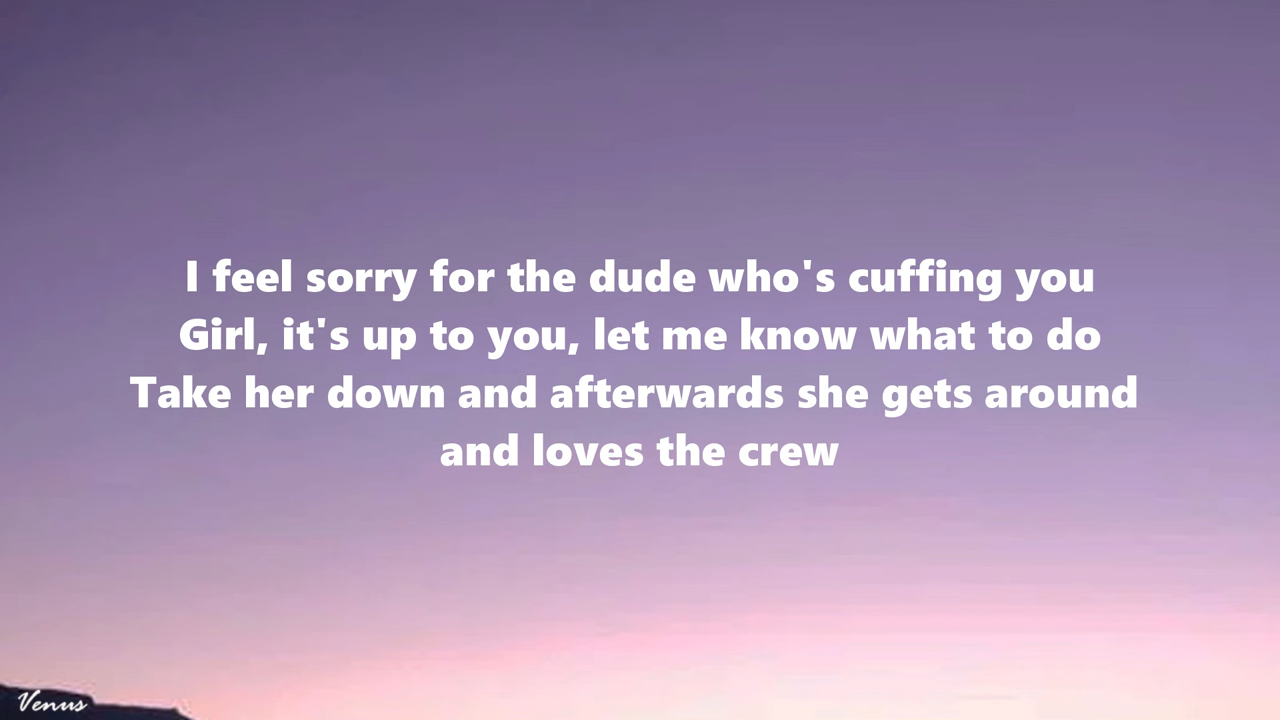 I feel sorry for the dude who's cuffing you
Girl, it's up to you, let me know what to do
Take her down and afterwards she gets around
and loves the crew
Venus